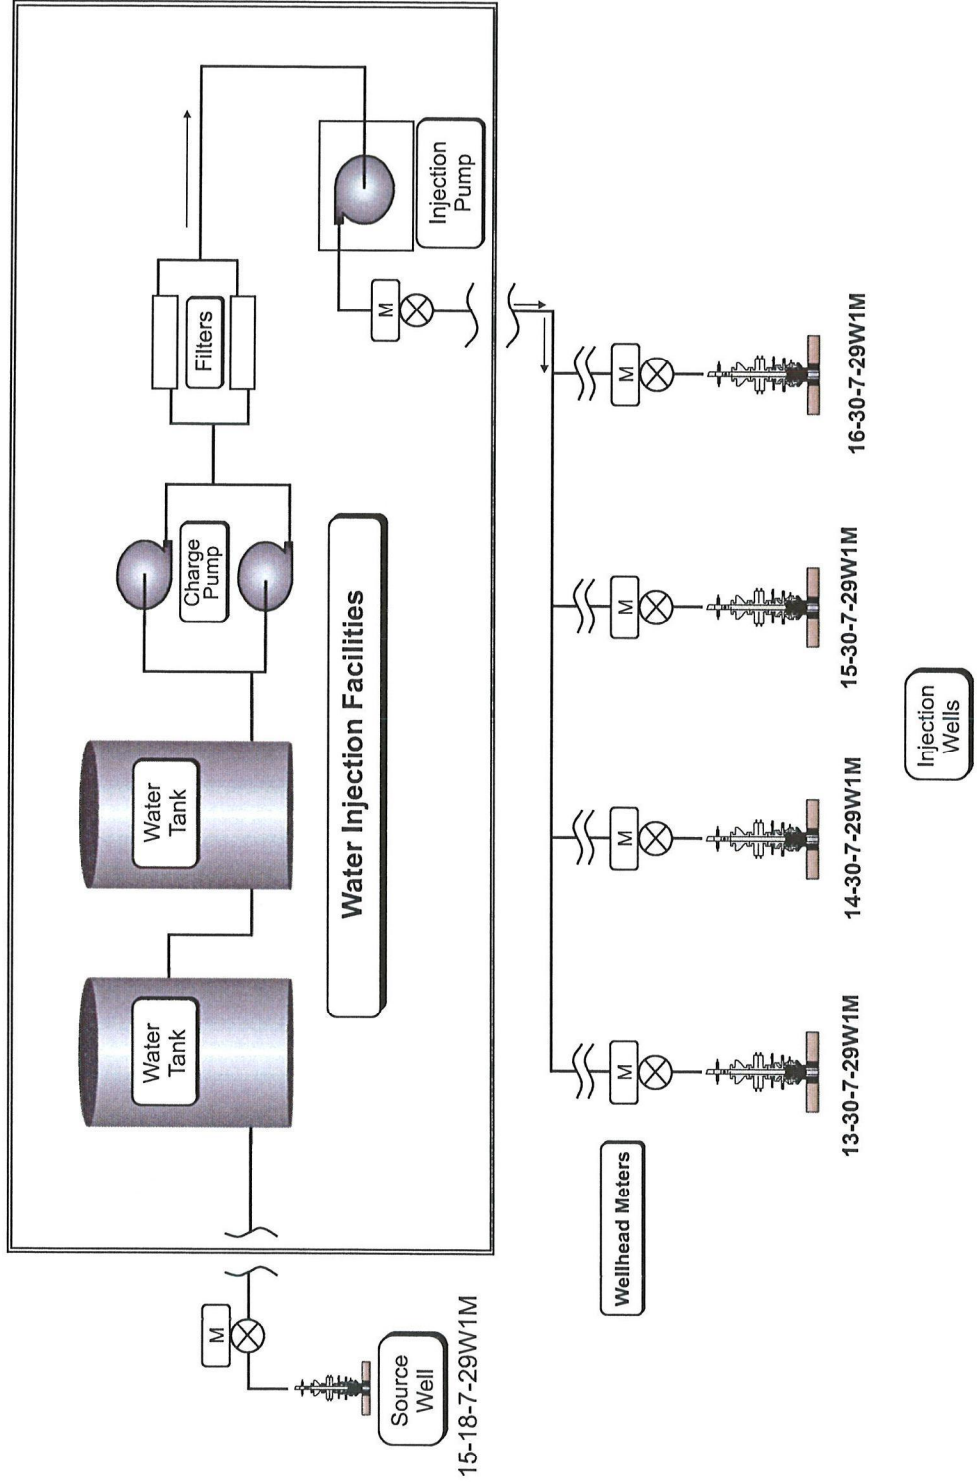 Water
Tank
Water
Tank
Charge
Pump
Filters
Injection
Pump
M
Water Injection Facilities
M
Source
Well
15-18-7-29W1M
Wellhead Meters
M
M
M
M
13-30-7-29W1M
14-30-7-29W1M
15-30-7-29W1M
16-30-7-29W1M
Injection
Wells